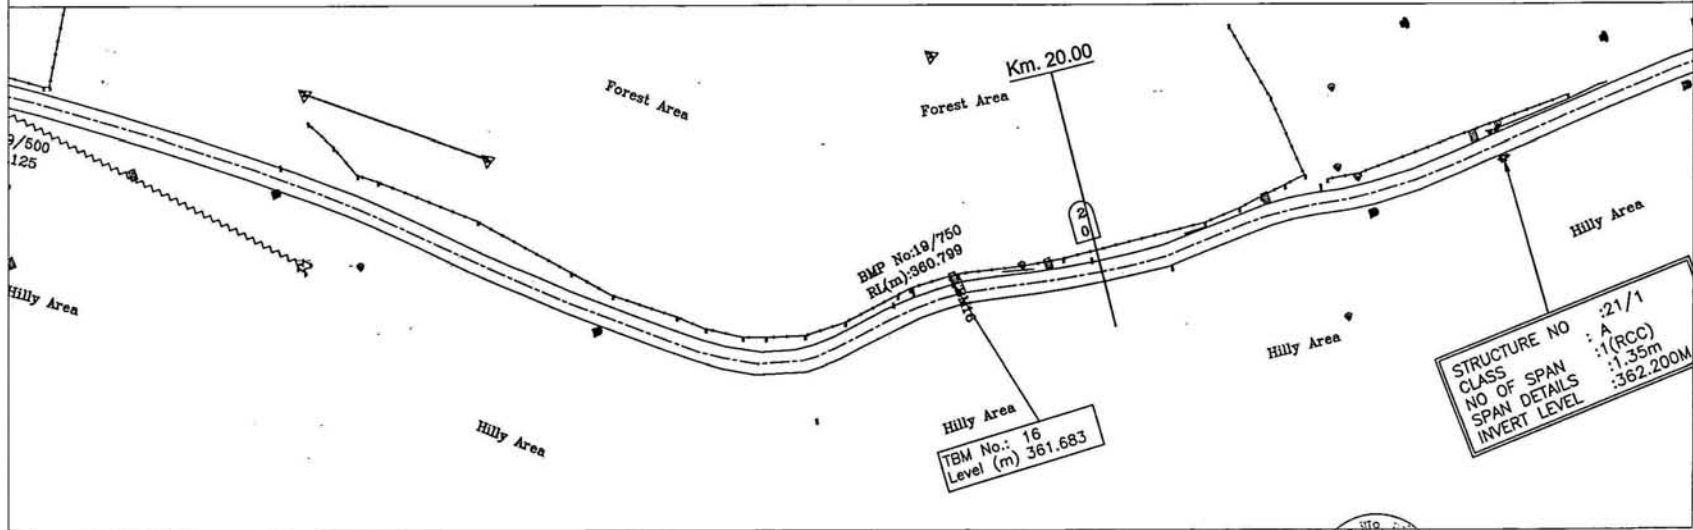 Km. 20.00
Forest Area
Forest Area
9/500
.125
Hilly Area
BMP No:19/750
RL(m):360.799
2
0
Hilly Area
Hilly Area
Hilly Area
Hilly Area
TBM No.: 16
Level (m) 361.683
STRUCTURE NO :21/1
CLASS : A
NO OF SPAN :1(RCC)
SPAN DETAILS :1.35m
INVERT LEVEL :362.200M